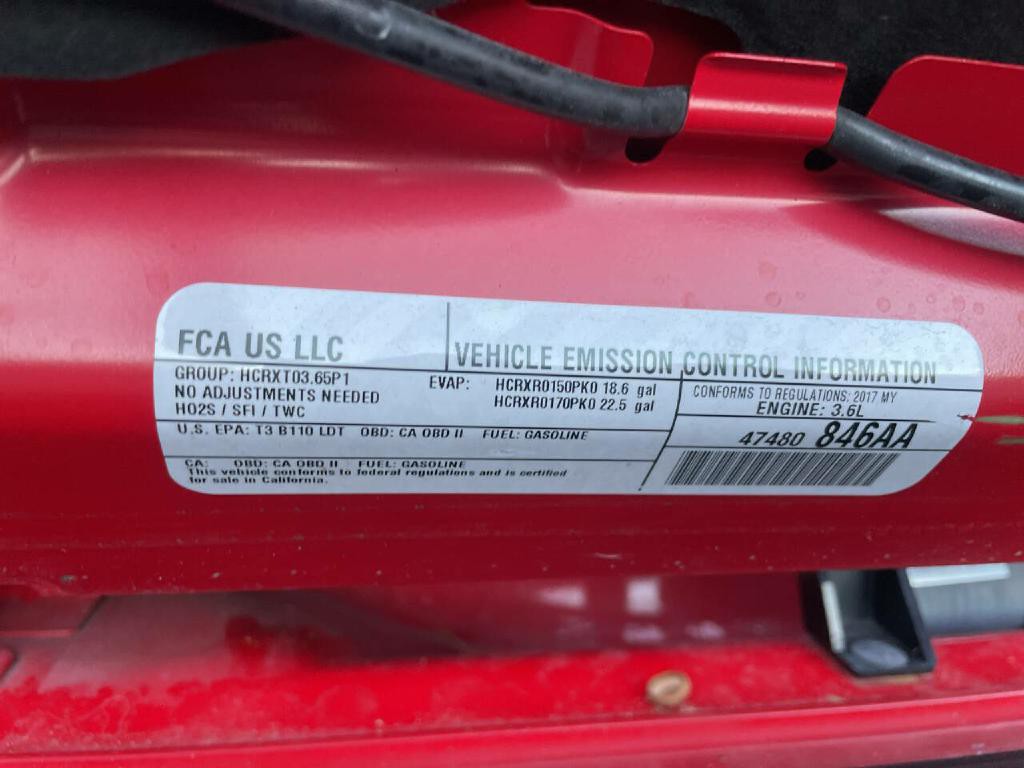 FCA US LLC
VEHICLE EMISSION CONTROL INFORMATION
GROUP: HCRXT03.65P1
NO ADJUSTMENTS NEEDED
HO2S / SFI / TWC
EVAP: HCRXR0150PK0 18.6 gal
HCRXR0170PK0 22.5 gal
CONFORMS TO REGULATIONS: 2017 MY
ENGINE: 3.6L
U.S. EPA: T3 B110 LDT OBD: CA OBD II FUEL: GASOLINE
47480 846AA
CA: OBD: CA OBD II FUEL: GASOLINE
This vehicle conforms to federal regulations and is certified
for sale in California.